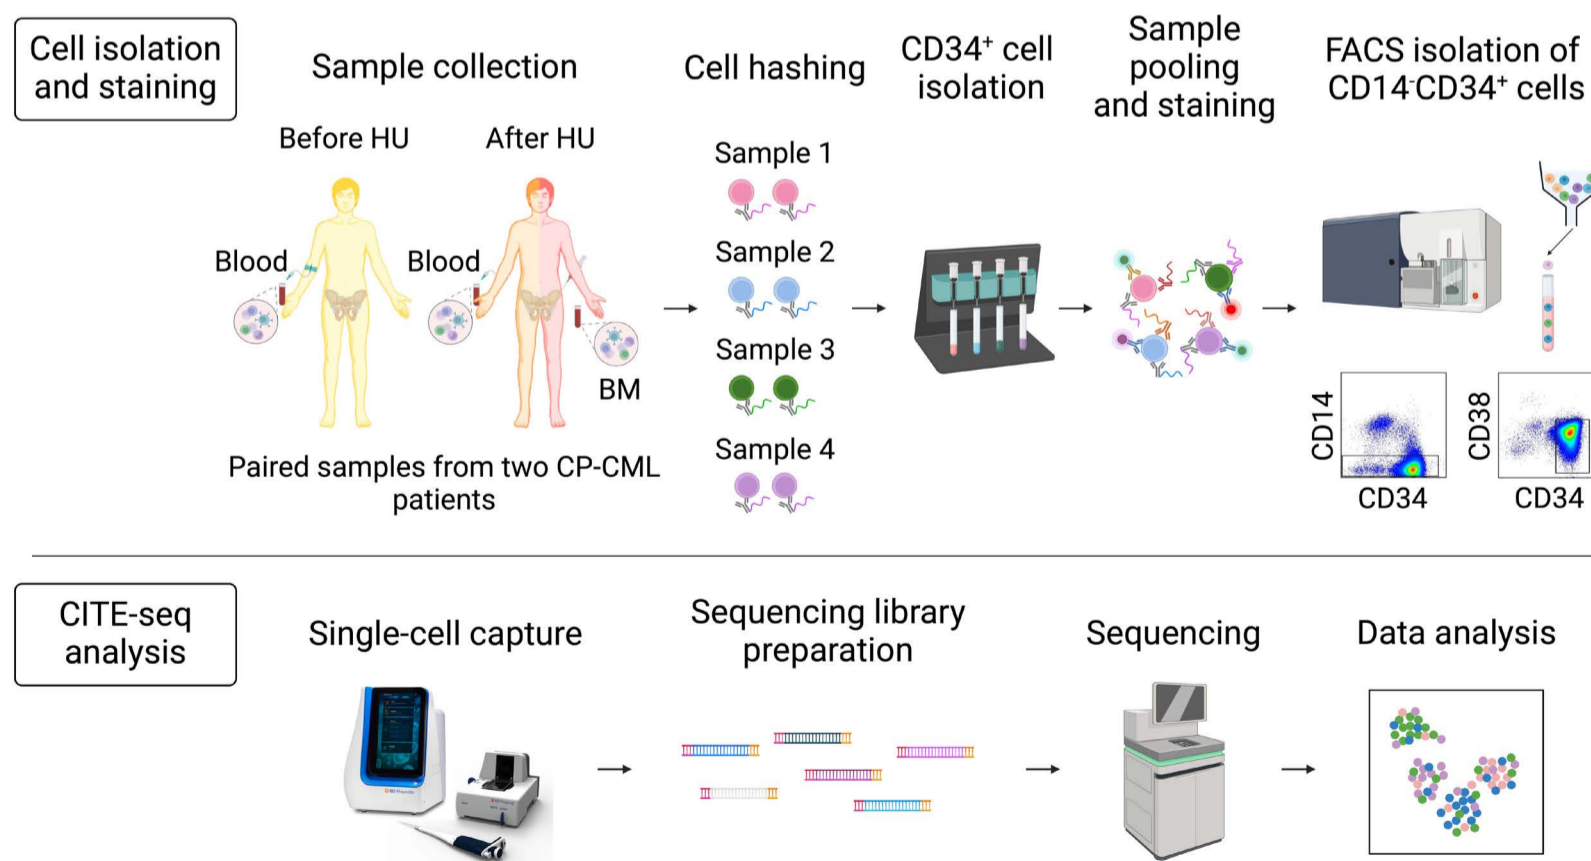 Cell isolation
and staining
Sample collection
Cell hashing
CD34⁺ cell
isolation
Sample
pooling
and staining
FACS isolation of
CD14⁻CD34⁺ cells
Before HU
After HU
Blood
Blood
BM
Paired samples from two CP-CML
patients
Sample 1
Sample 2
Sample 3
Sample 4
CD14
CD34
CD38
CD34
CITE-seq
analysis
Single-cell capture
Sequencing library
preparation
Sequencing
Data analysis